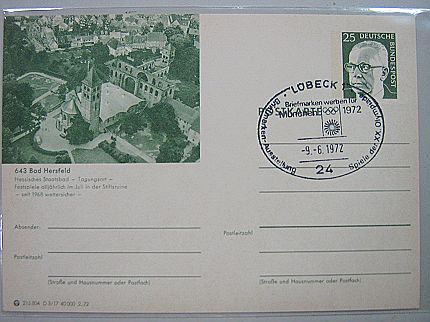 25 DEUTSCHE
BUNDESPOST
LÜBECK 1
Briefmarken werben für
München 1972
Briefmarken-Ausstellung
Spiele der XX. Olympiade
-9.-6.1972
24
POSTKARTE
643 Bad Hersfeld
Hessisches Staatsbad – Tagungsort –
Festspiele alljährlich im Juli in der Stiftsruine
– seit 1968 wettersicher –
Absender:
Postleitzahl
(Straße und Hausnummer oder Postfach)
Postleitzahl
(Straße und Hausnummer oder Postfach)
2_72